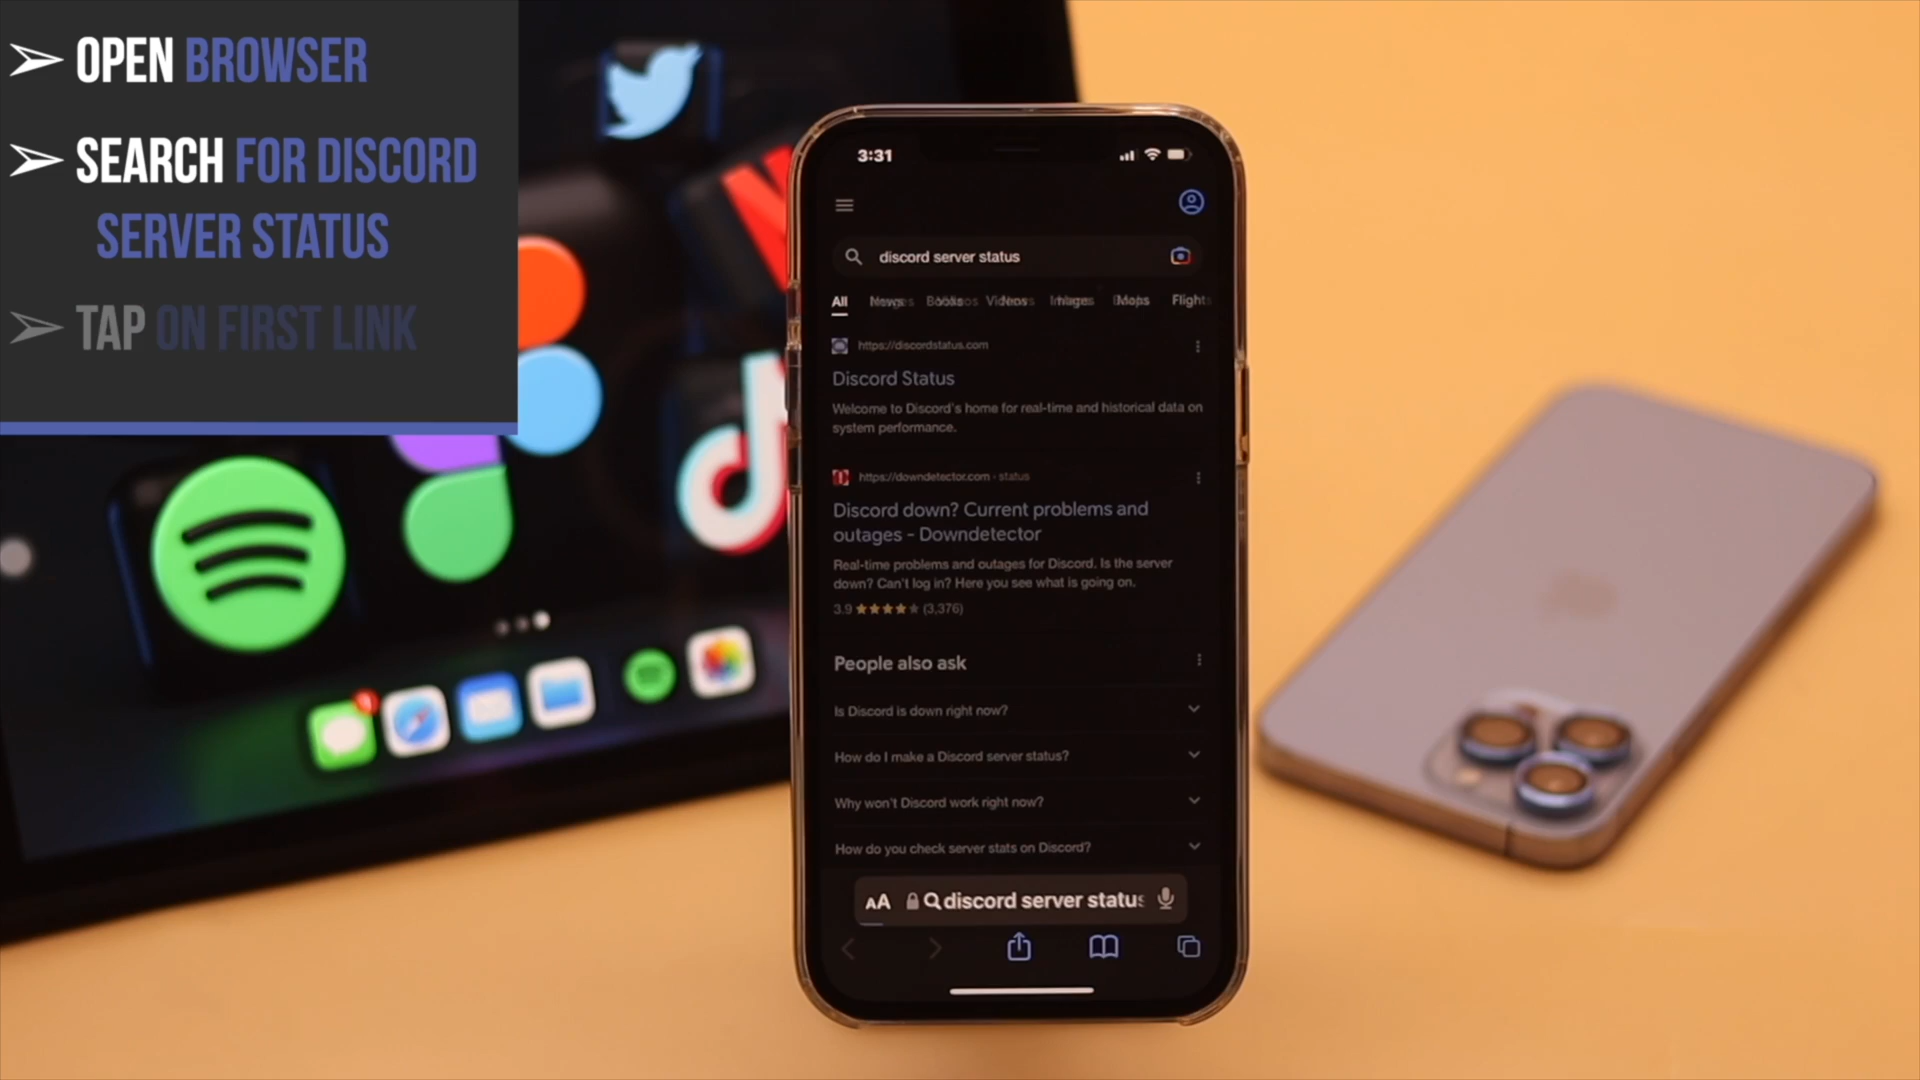 OPEN BROWSER
SEARCH FOR DISCORD
SERVER STATUS
TAP ON FIRST LINK
3:31
discord server status
All
Maps
Flights
https://discordstatus.com
Discord Status
Welcome to Discord's home for real-time and historical data on
system performance.
https://downdetector.com › status
Discord down? Current problems and
outages - Downdetector
Real-time problems and outages for Discord. Is the server
down? Can't log in? Here you see what is going on.
3.9 ★★★★★ (3,376)
People also ask
Is Discord is down right now?
How do I make a Discord server status?
Why won't Discord work right now?
How do you check server stats on Discord?
AA discord server status